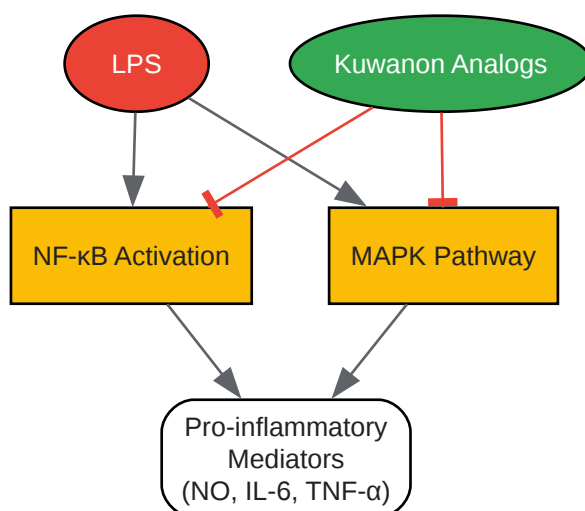 LPS
Kuwanon Analogs
NF-κB Activation
MAPK Pathway
Pro-inflammatory
Mediators
(NO, IL-6, TNF-α)